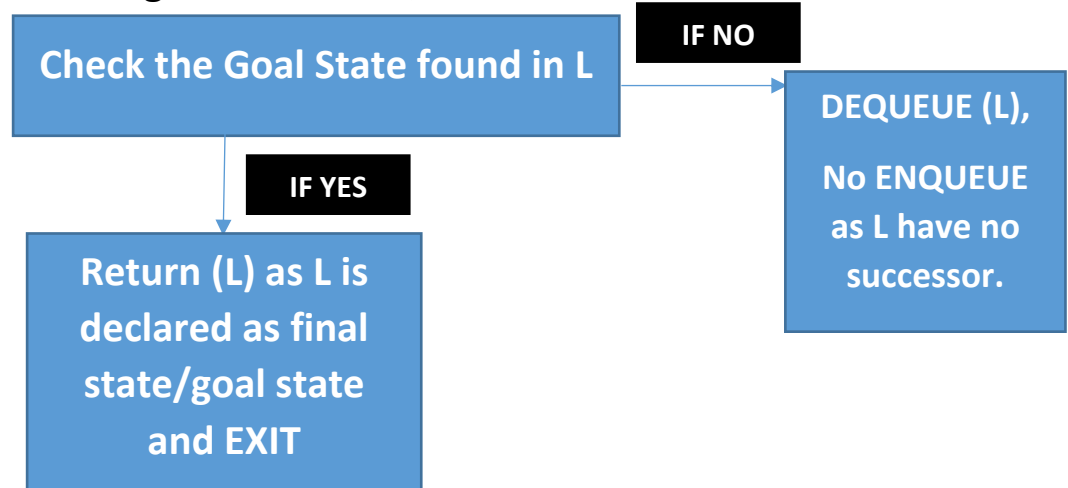 Check the Goal State found in L
IF NO
DEQUEUE (L),
No ENQUEUE
as L have no
successor.
IF YES
Return (L) as L is
declared as final
state/goal state
and EXIT